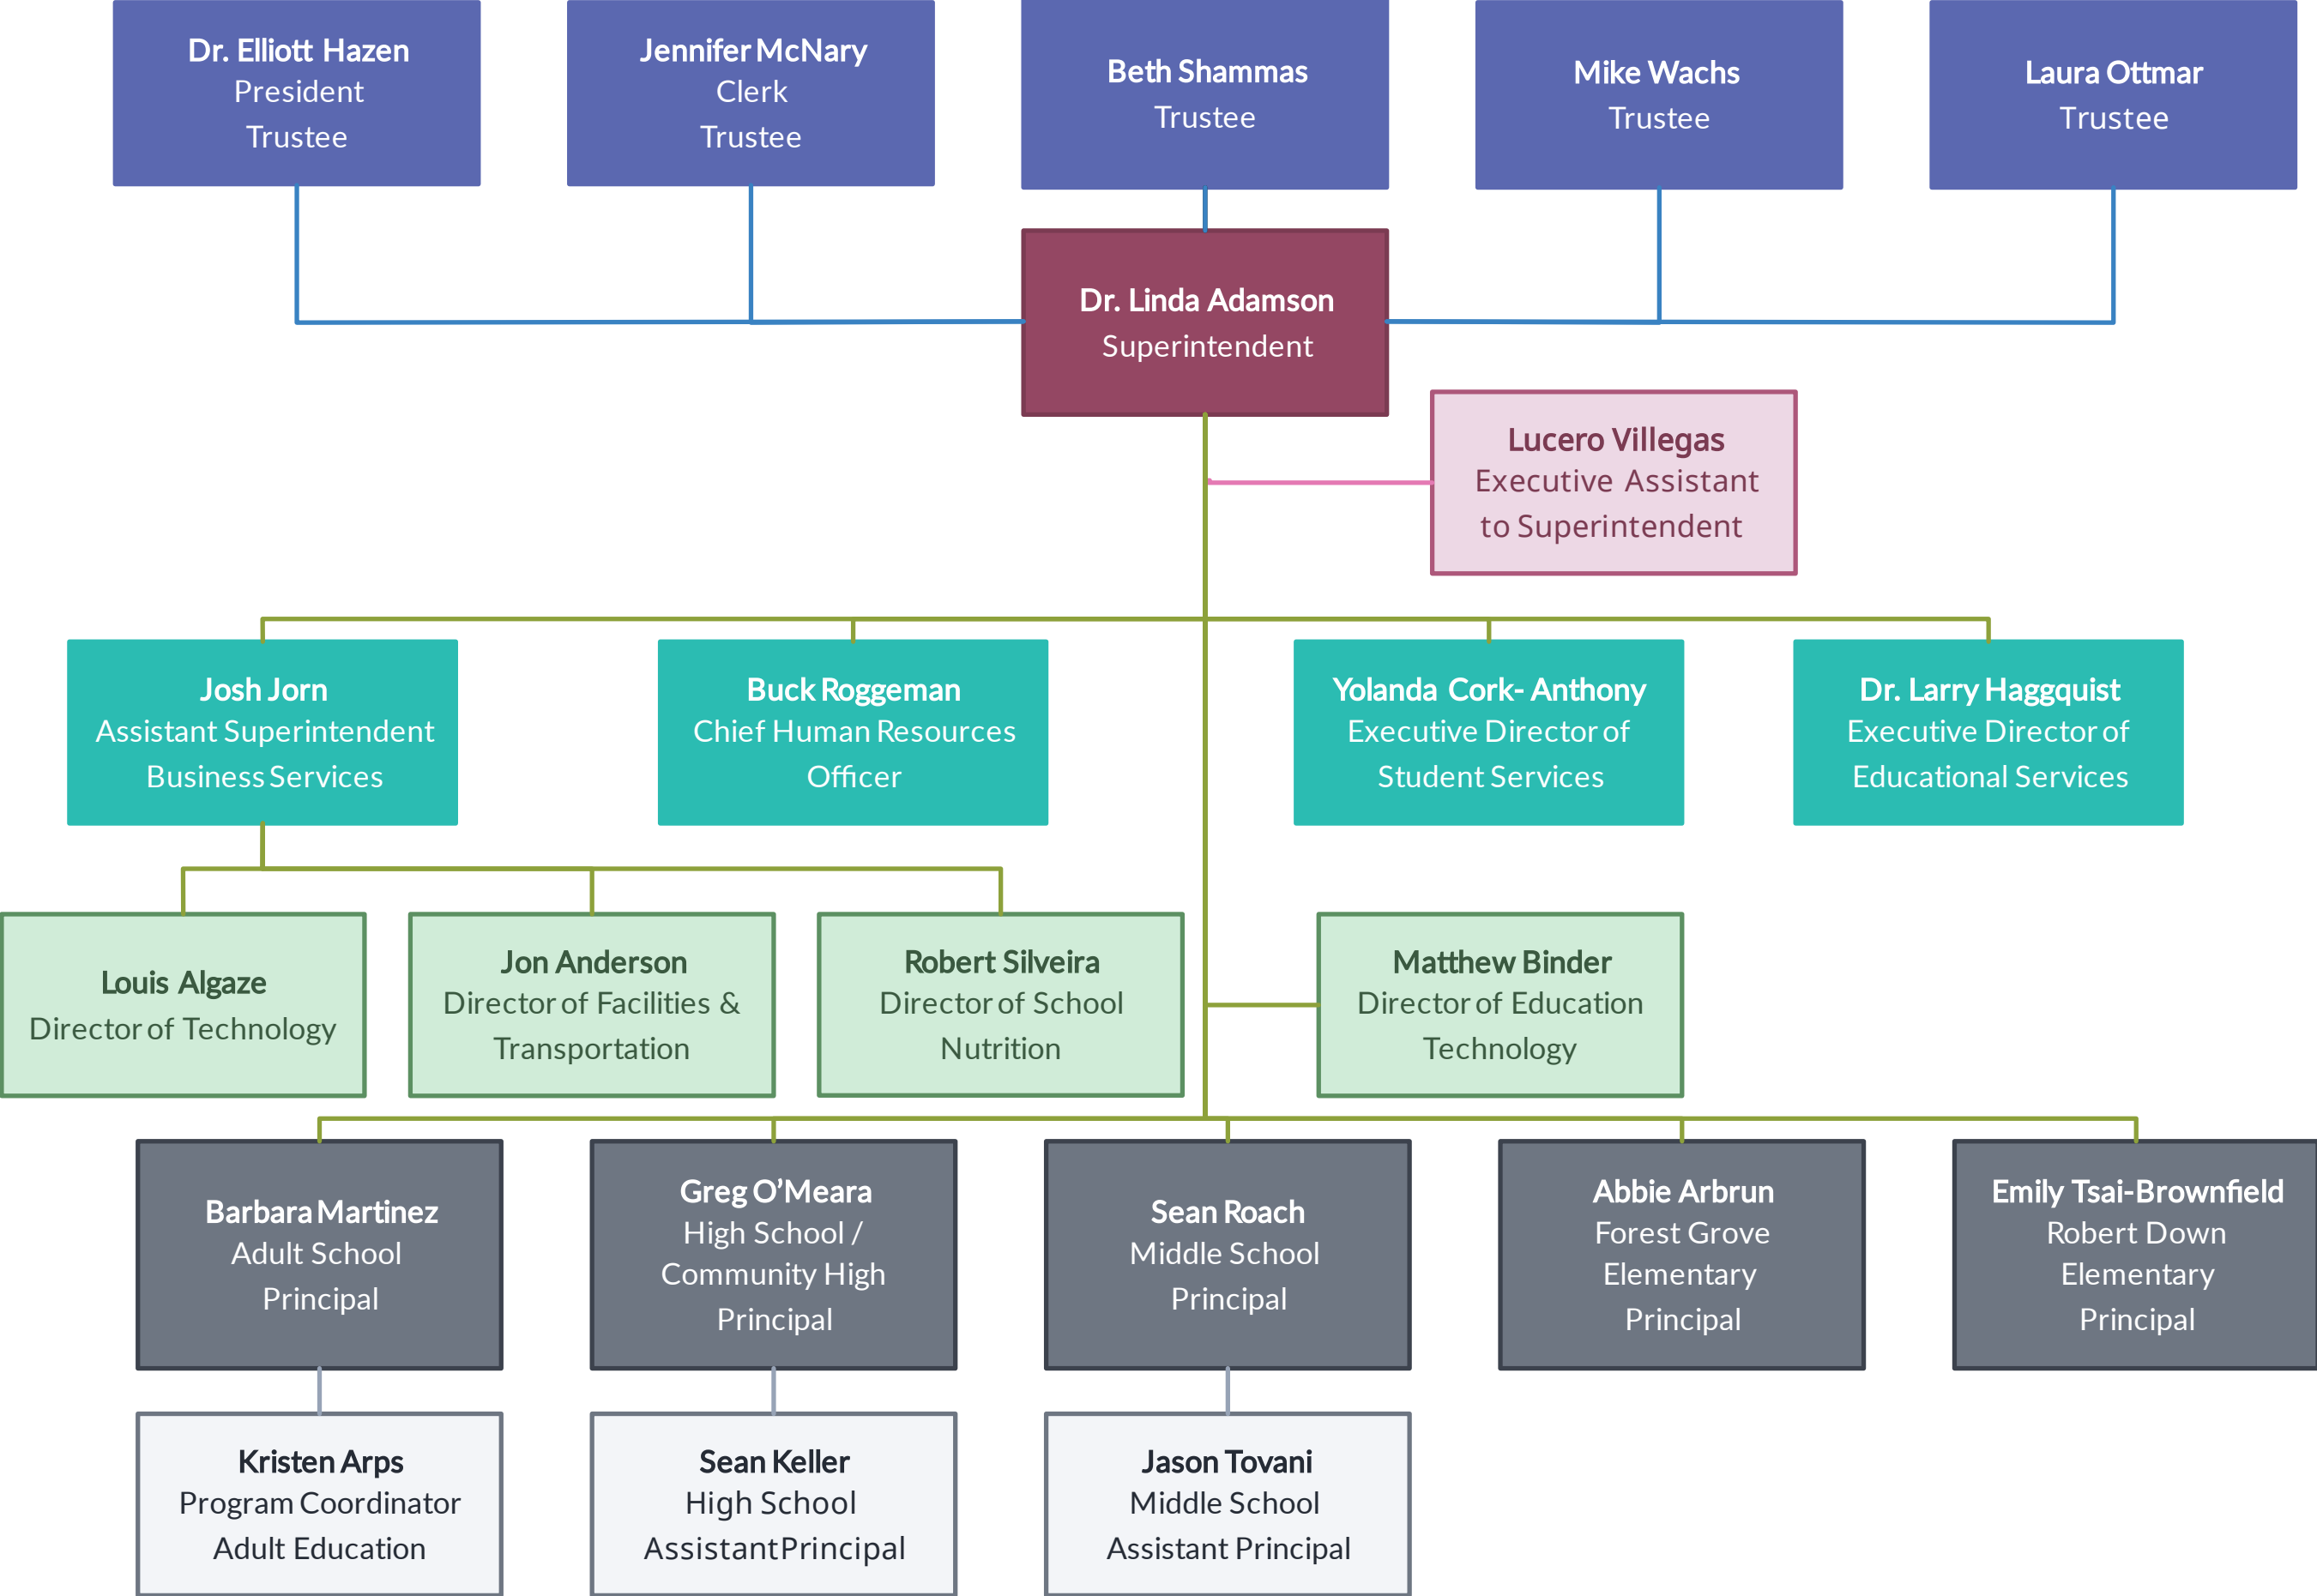 Dr. Elliott Hazen
President
Trustee
Jennifer McNary
Clerk
Trustee
Beth Shammas
Trustee
Mike Wachs
Trustee
Laura Ottmar
Trustee
Dr. Linda Adamson
Superintendent
Lucero Villegas
Executive Assistant
to Superintendent
Josh Jorn
Assistant Superintendent
Business Services
Buck Roggeman
Chief Human Resources
Officer
Yolanda Cork- Anthony
Executive Director of
Student Services
Dr. Larry Haggquist
Executive Director of
Educational Services
Louis Algaze
Director of Technology
Jon Anderson
Director of Facilities &
Transportation
Robert Silveira
Director of School
Nutrition
Matthew Binder
Director of Education
Technology
Barbara Martinez
Adult School
Principal
Greg O’Meara
High School /
Community High
Principal
Sean Roach
Middle School
Principal
Abbie Arbrun
Forest Grove
Elementary
Principal
Emily Tsai-Brownfield
Robert Down
Elementary
Principal
Kristen Arps
Program Coordinator
Adult Education
Sean Keller
High School
Assistant Principal
Jason Tovani
Middle School
Assistant Principal